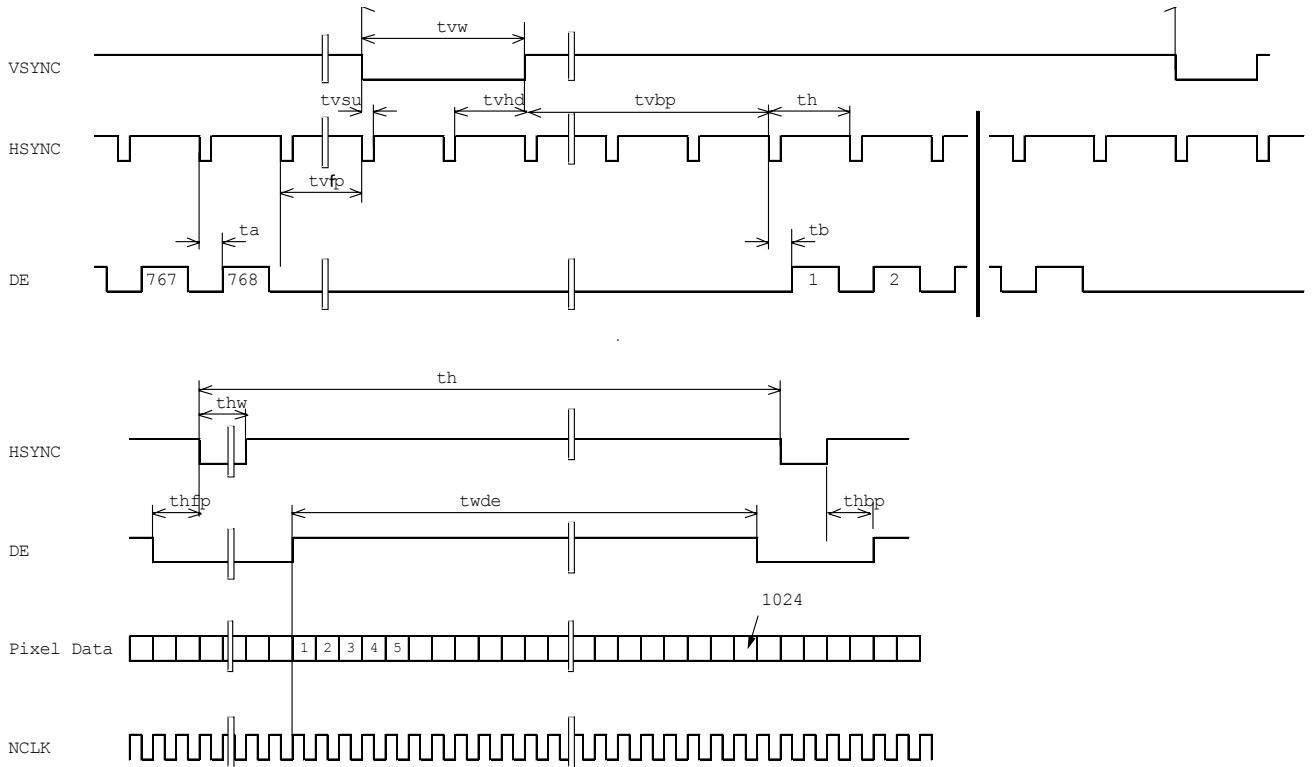 tvw
VSYNC
tvsu tvhd tvbp th
HSYNC
tvfp
ta tb
DE 767 768 1 2
th
thw
HSYNC
thfp twde thbp
DE
1024
Pixel Data 1 2 3 4 5
NCLK